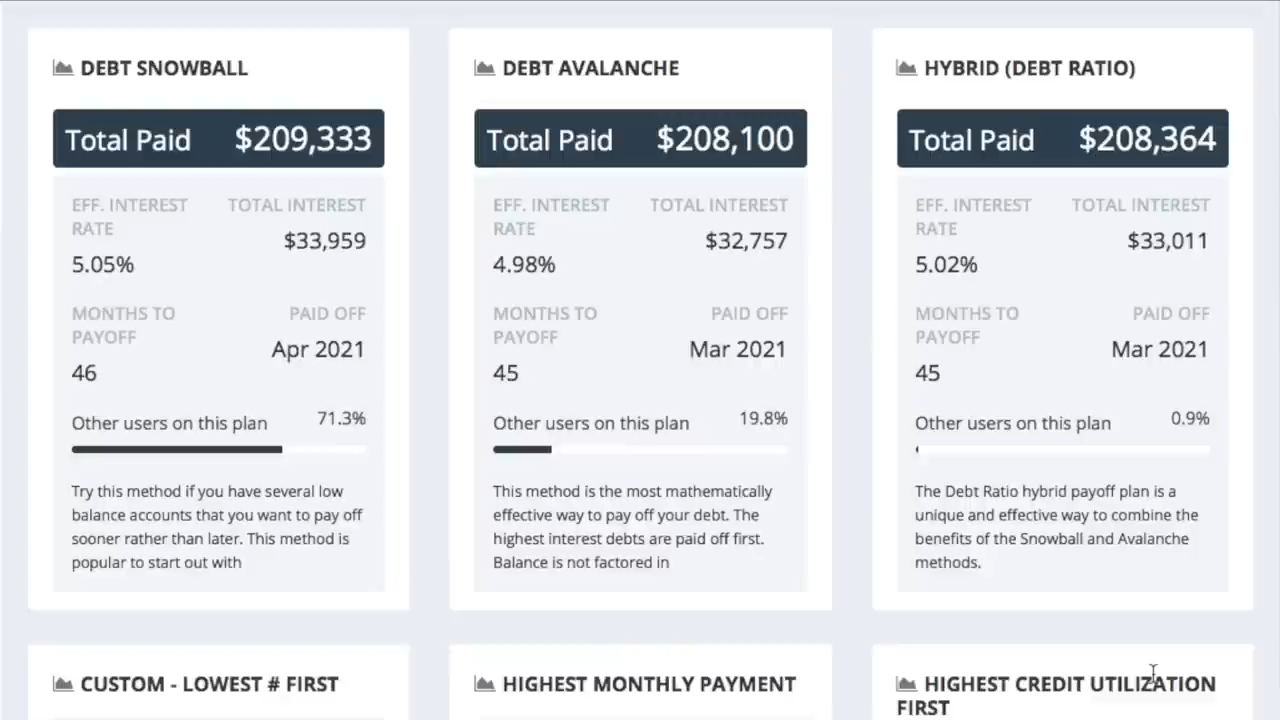 DEBT SNOWBALL
Total Paid $209,333
EFF. INTEREST RATE
5.05%
TOTAL INTEREST
$33,959
MONTHS TO PAYOFF
46
PAID OFF
Apr 2021
Other users on this plan 71.3%
Try this method if you have several low
balance accounts that you want to pay off
sooner rather than later. This method is
popular to start out with
DEBT AVALANCHE
Total Paid $208,100
EFF. INTEREST RATE
4.98%
TOTAL INTEREST
$32,757
MONTHS TO PAYOFF
45
PAID OFF
Mar 2021
Other users on this plan 19.8%
This method is the most mathematically
effective way to pay off your debt. The
highest interest debts are paid off first.
Balance is not factored in
HYBRID (DEBT RATIO)
Total Paid $208,364
EFF. INTEREST RATE
5.02%
TOTAL INTEREST
$33,011
MONTHS TO PAYOFF
45
PAID OFF
Mar 2021
Other users on this plan 0.9%
The Debt Ratio hybrid payoff plan is a
unique and effective way to combine the
benefits of the Snowball and Avalanche
methods.
CUSTOM - LOWEST # FIRST
HIGHEST MONTHLY PAYMENT
HIGHEST CREDIT UTILIZATION
FIRST